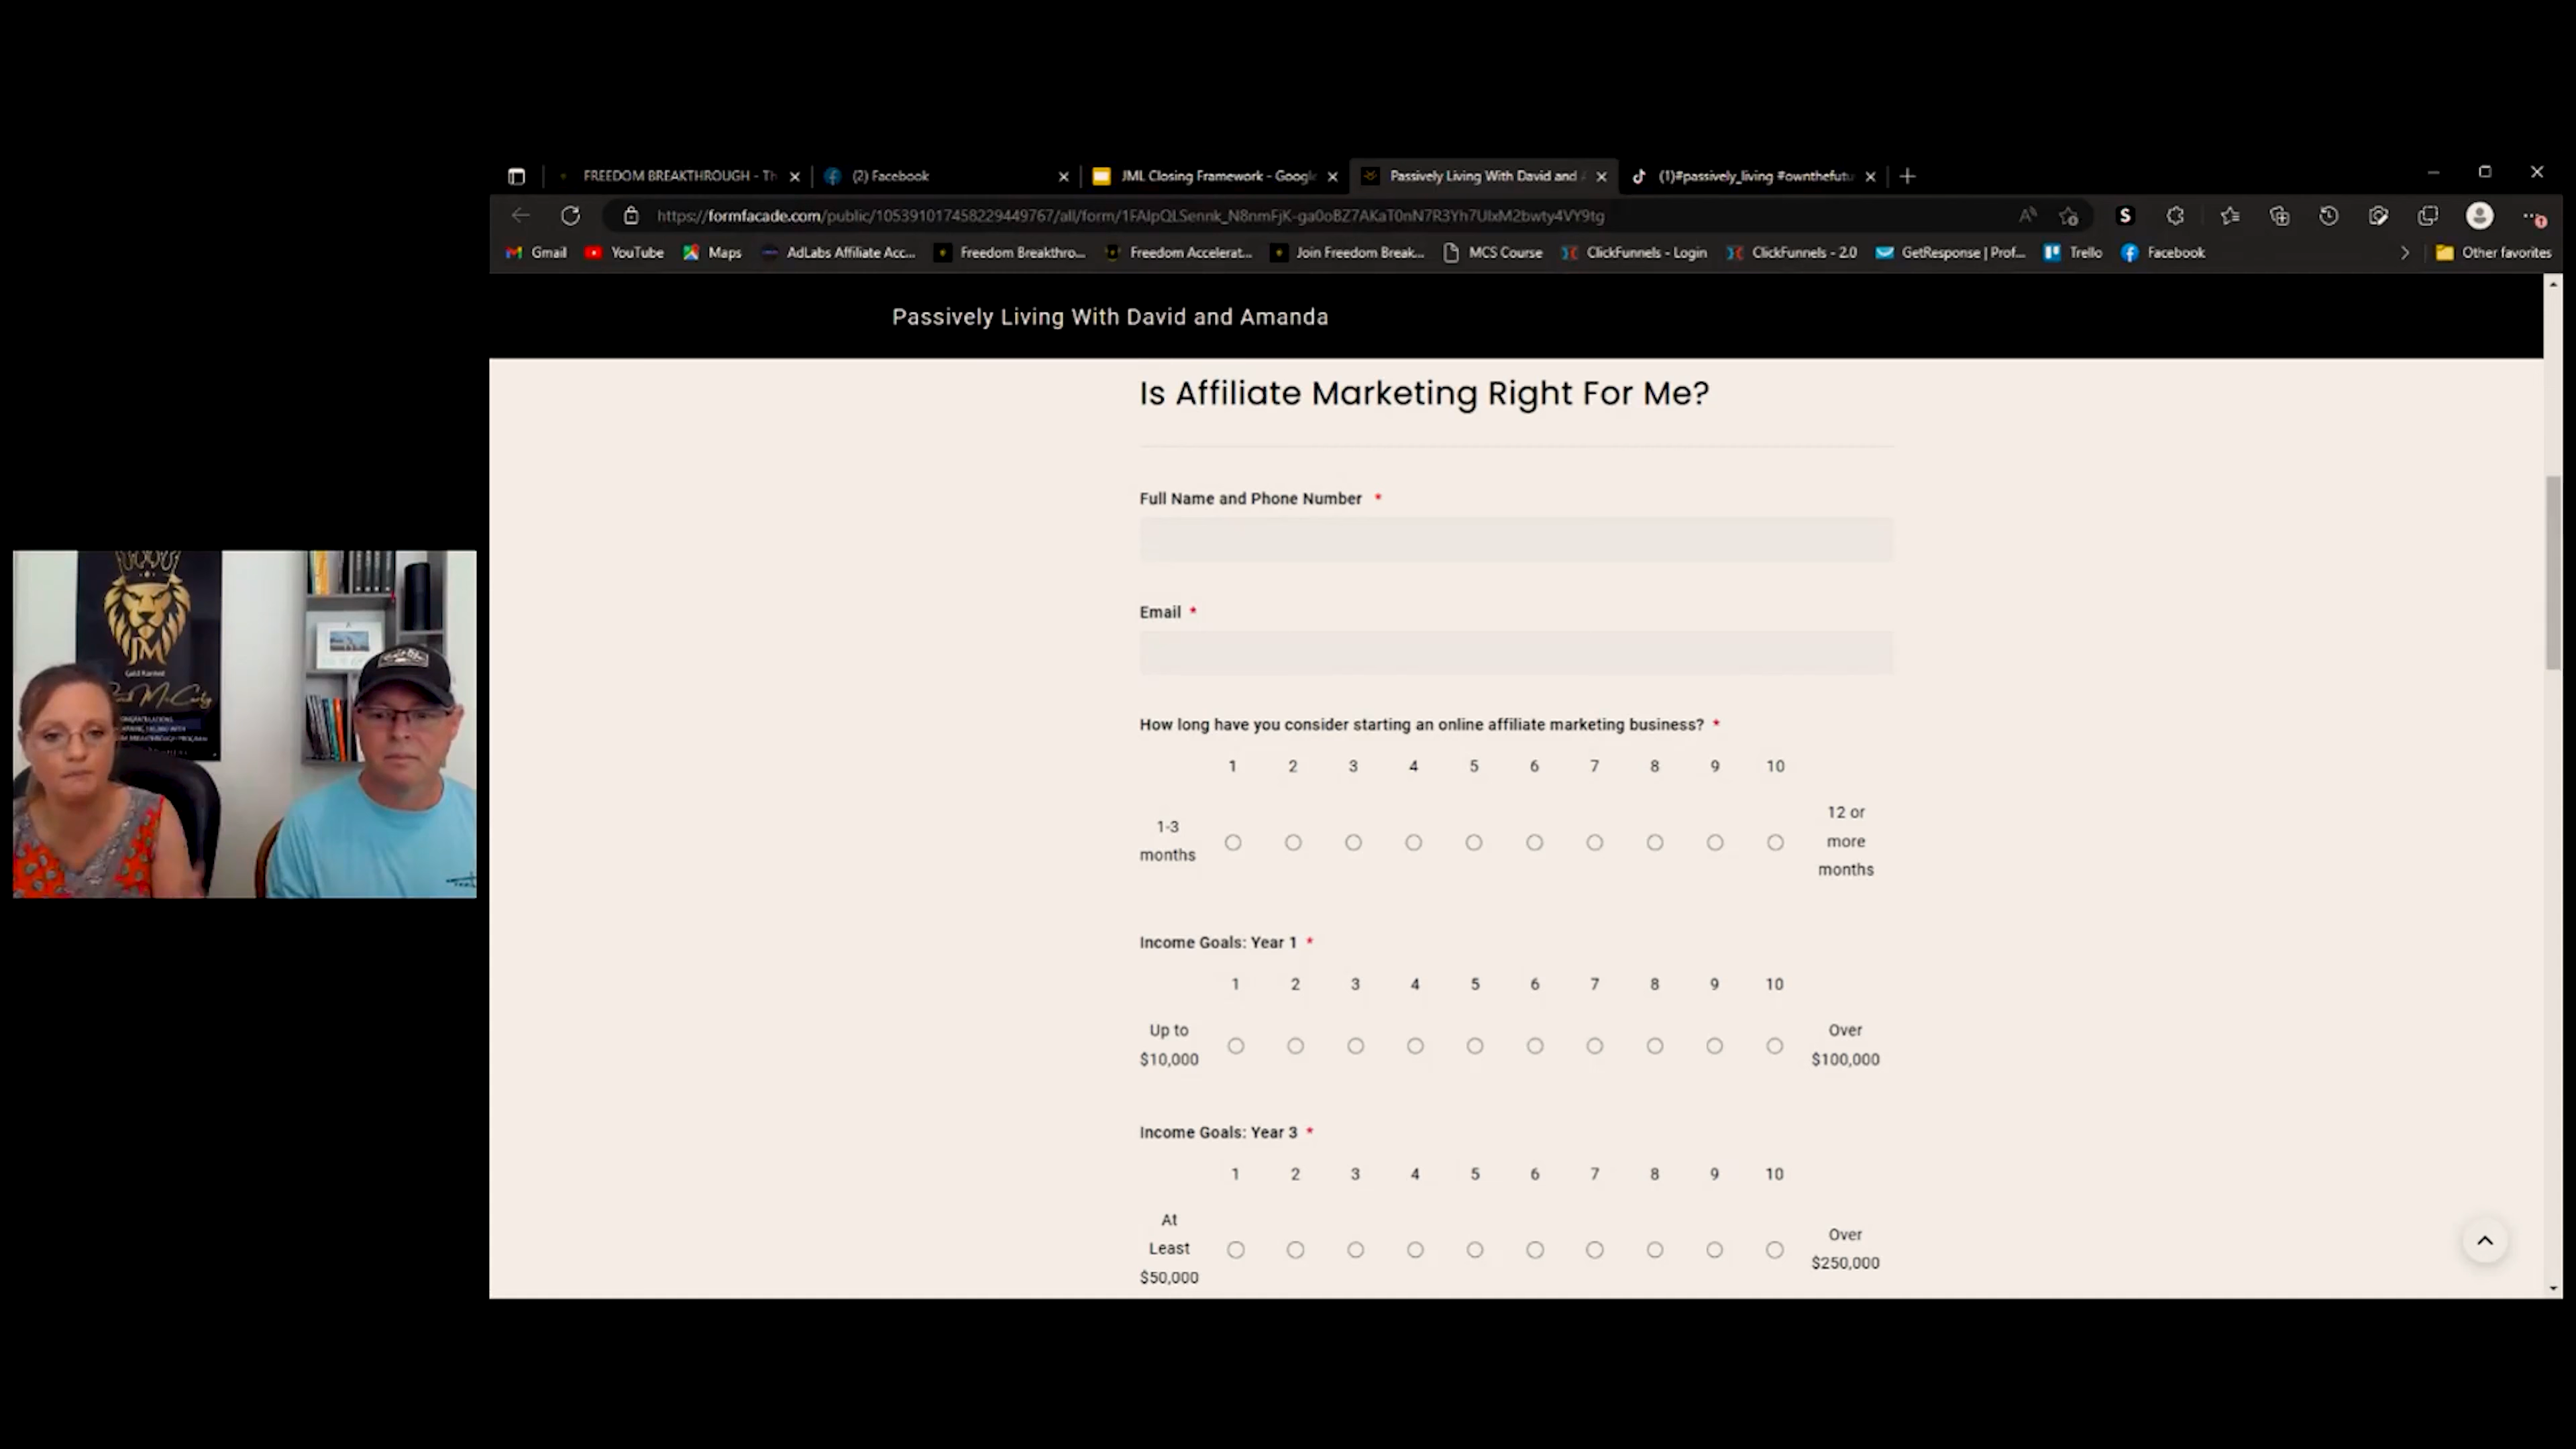 FREEDOM BREAKTHROUGH - Th
(2) Facebook
JML Closing Framework - Google
Passively Living With David and
(1)#passively_living #ownthefutu
https://formfacade.com/public/105391017458229449767/all/form/1FAIpQLSennk_N8nmFjK-ga0oBZ7AKaT0nN7R3Yh7UlxM2bwty4VY9tg
Gmail
YouTube
Maps
AdLabs Affiliate Acc...
Freedom Breakthro...
Freedom Accelerat...
Join Freedom Break...
MCS Course
ClickFunnels - Login
ClickFunnels - 2.0
GetResponse | Prof...
Trello
Facebook
Other favorites
Passively Living With David and Amanda
Is Affiliate Marketing Right For Me?
Full Name and Phone Number *
Email *
How long have you consider starting an online affiliate marketing business? *
1 2 3 4 5 6 7 8 9 10
1-3
months
12 or
more
months
Income Goals: Year 1 *
1 2 3 4 5 6 7 8 9 10
Up to
$10,000
Over
$100,000
Income Goals: Year 3 *
1 2 3 4 5 6 7 8 9 10
At
Least
$50,000
Over
$250,000
JM